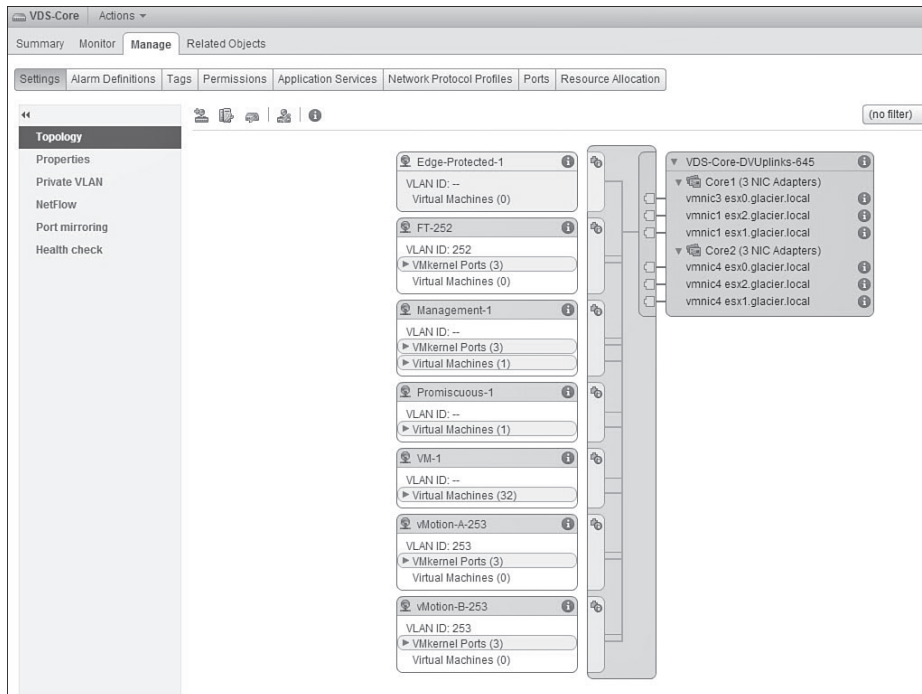 VDS-Core Actions
Summary Monitor Manage Related Objects
Settings Alarm Definitions Tags Permissions Application Services Network Protocol Profiles Ports Resource Allocation
(no filter)
Topology
Properties
Private VLAN
NetFlow
Port mirroring
Health check
Edge-Protected-1
VLAN ID: --
Virtual Machines (0)
FT-252
VLAN ID: 252
VMkernel Ports (3)
Virtual Machines (0)
Management-1
VLAN ID: --
VMkernel Ports (3)
Virtual Machines (1)
Promiscuous-1
VLAN ID: --
Virtual Machines (1)
VM-1
VLAN ID: --
Virtual Machines (32)
vMotion-A-253
VLAN ID: 253
VMkernel Ports (3)
Virtual Machines (0)
vMotion-B-253
VLAN ID: 253
VMkernel Ports (3)
Virtual Machines (0)
VDS-Core-DVUplinks-645
Core1 (3 NIC Adapters)
vmnic3 esx0.glacier.local
vmnic1 esx2.glacier.local
vmnic1 esx1.glacier.local
Core2 (3 NIC Adapters)
vmnic4 esx0.glacier.local
vmnic4 esx2.glacier.local
vmnic4 esx1.glacier.local